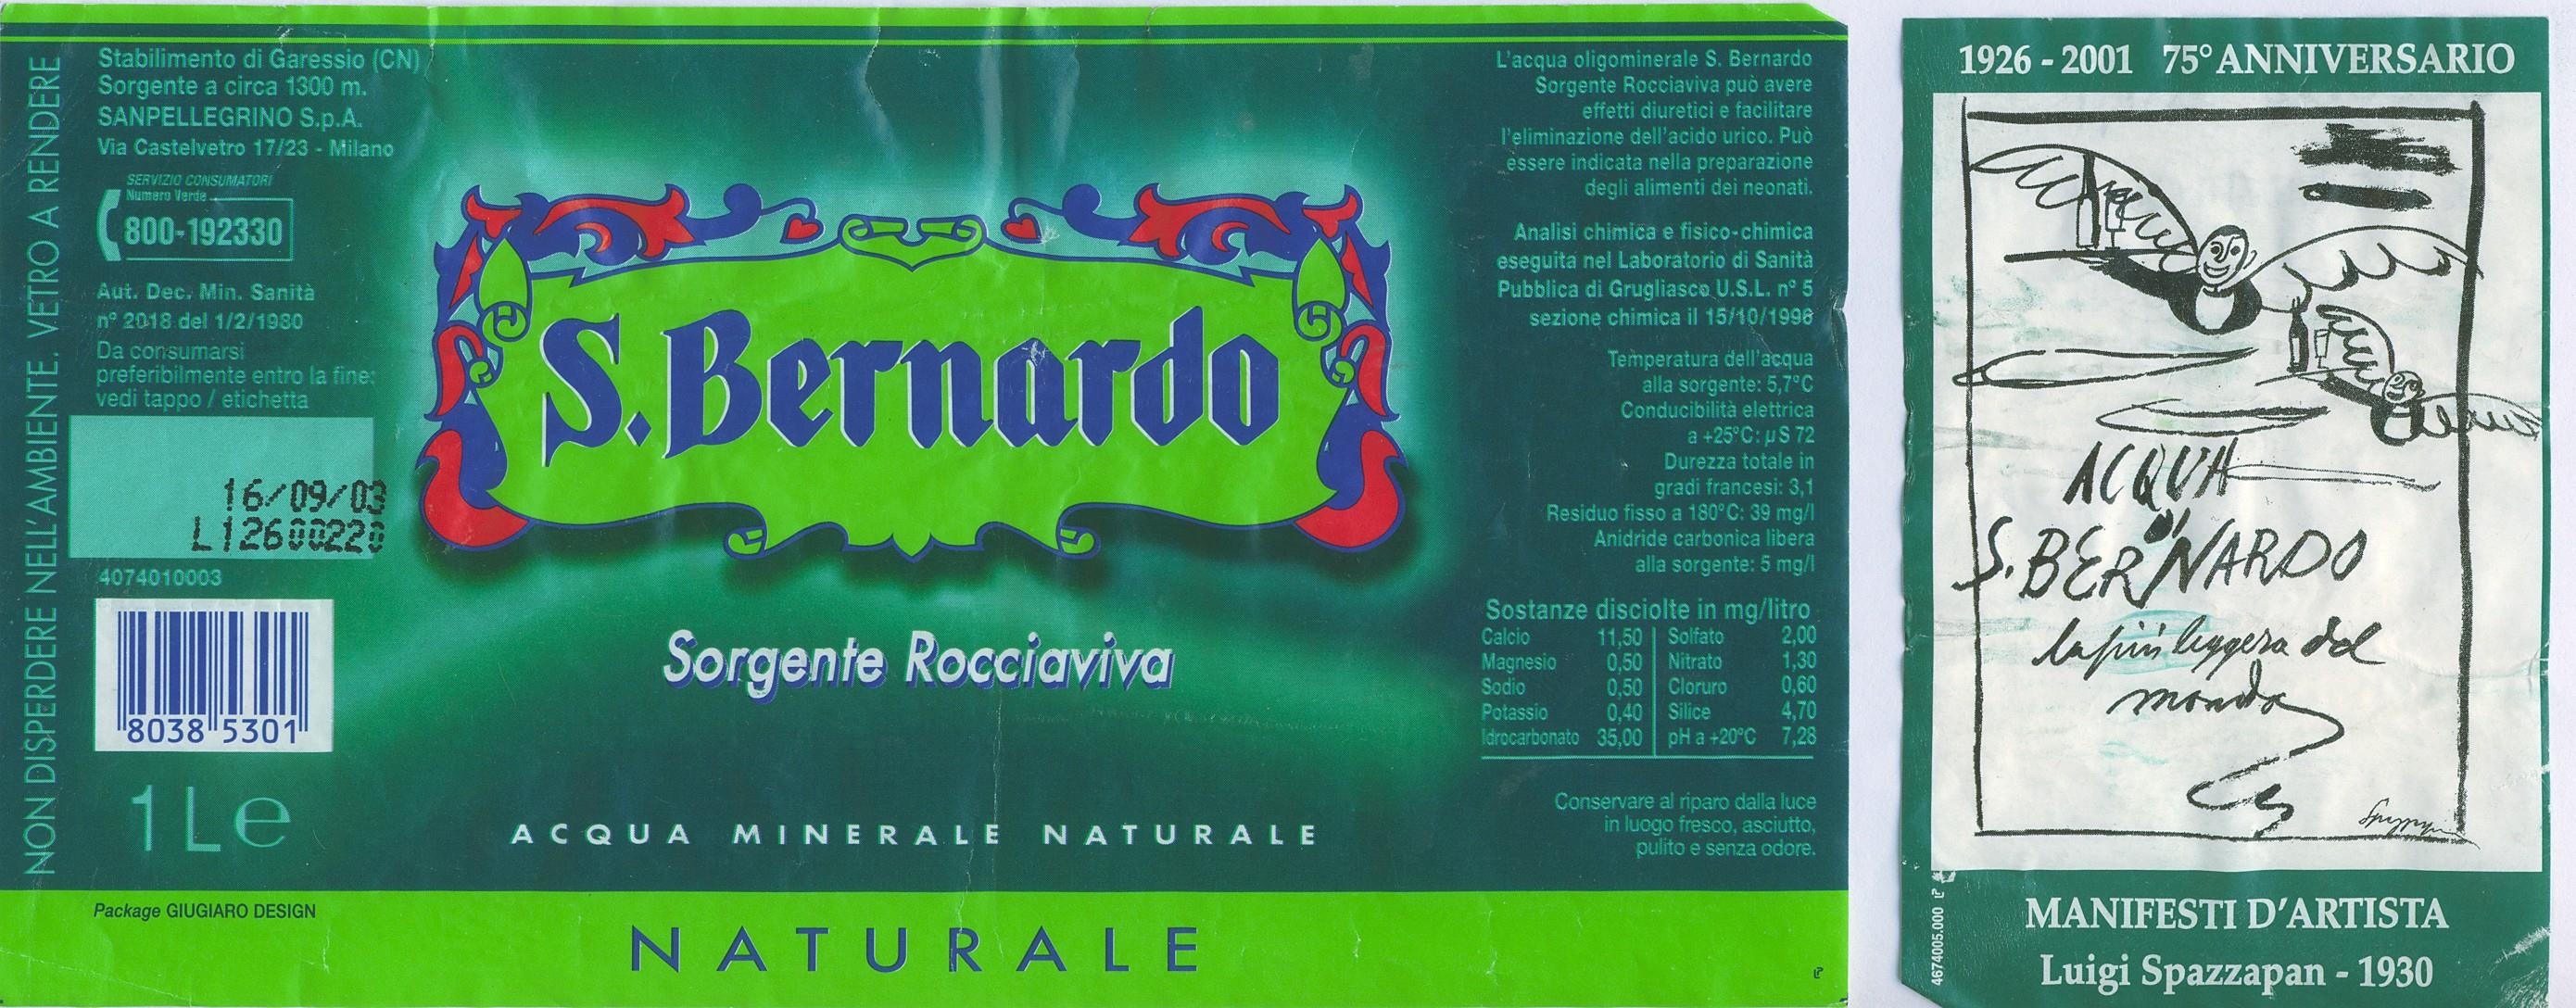 NON DISPERDERE NELL'AMBIENTE. VETRO A RENDERE
Stabilimento di Garessio (CN)
Sorgente a circa 1300 m.
SANPELLEGRINO S.p.A.
Via Castelvetro 17/23 - Milano
SERVIZIO CONSUMATORI
Numero Verde
800-192330
Aut. Dec. Min. Sanità
n° 2018 del 1/2/1980
Da consumarsi
preferibilmente entro la fine:
vedi tappo / etichetta
16/09/03
L12600220
4074010003
8038 5301
1 L e
Package GIUGIARO DESIGN
S. Bernardo
Sorgente Rocciaviva
ACQUA MINERALE NATURALE
NATURALE
L'acqua oligominerale S. Bernardo
Sorgente Rocciaviva può avere
effetti diuretici e facilitare
l'eliminazione dell'acido urico. Può
essere indicata nella preparazione
degli alimenti dei neonati.
Analisi chimica e fisico-chimica
eseguita nel Laboratorio di Sanità
Pubblica di Grugliasco U.S.L. n° 5
sezione chimica il 15/10/1996
Temperatura dell'acqua
alla sorgente: 5,7°C
Conducibilità elettrica
a +25°C: µS 72
Durezza totale in
gradi francesi: 3,1
Residuo fisso a 180°C: 39 mg/l
Anidride carbonica libera
alla sorgente: 5 mg/l
Sostanze disciolte in mg/litro
Calcio 11,50 Solfato 2,00
Magnesio 0,50 Nitrato 1,30
Sodio 0,50 Cloruro 0,60
Potassio 0,40 Silice 4,70
Idrocarbonato 35,00 pH a +20°C 7,28
Conservare al riparo dalla luce
in luogo fresco, asciutto,
pulito e senza odore.
1926 - 2001 75° ANNIVERSARIO
ACQUA
DI
S. BERNARDO
la più leggera del
mondo
Spazzapan
MANIFESTI D'ARTISTA
Luigi Spazzapan - 1930
4674005.000